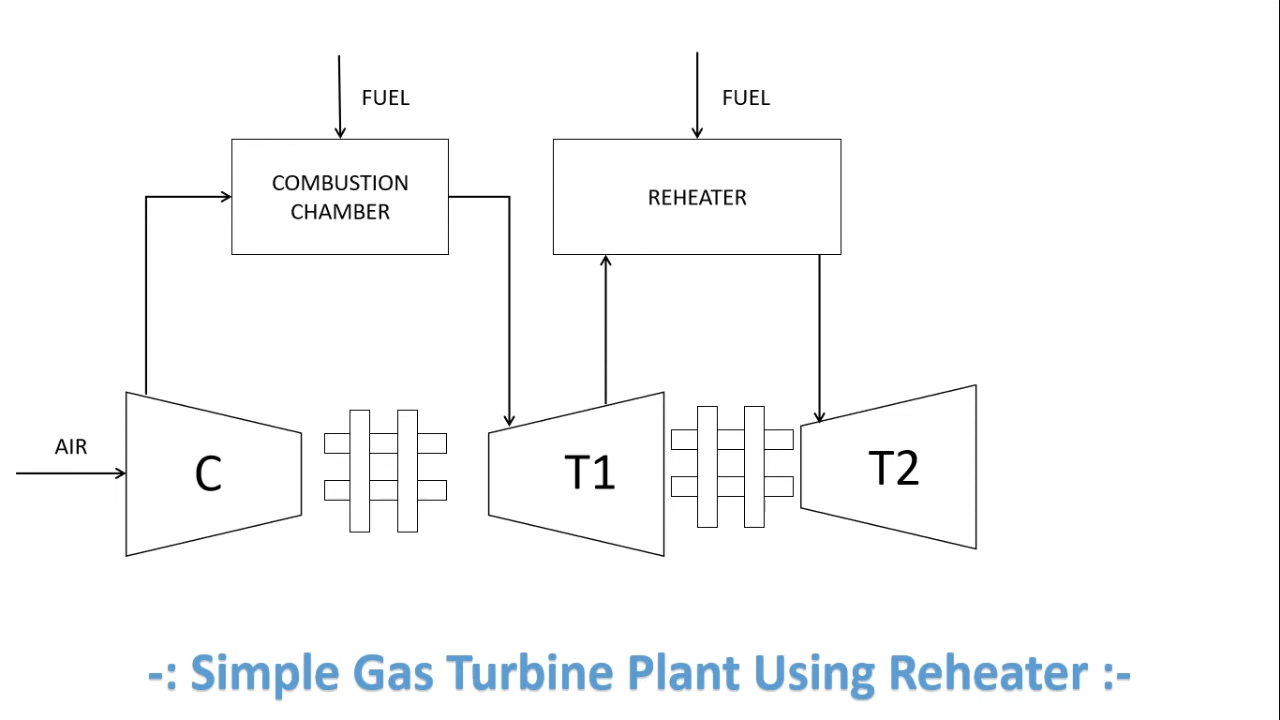 FUEL
FUEL
COMBUSTION
CHAMBER
REHEATER
AIR
C
T1
T2
-: Simple Gas Turbine Plant Using Reheater :-